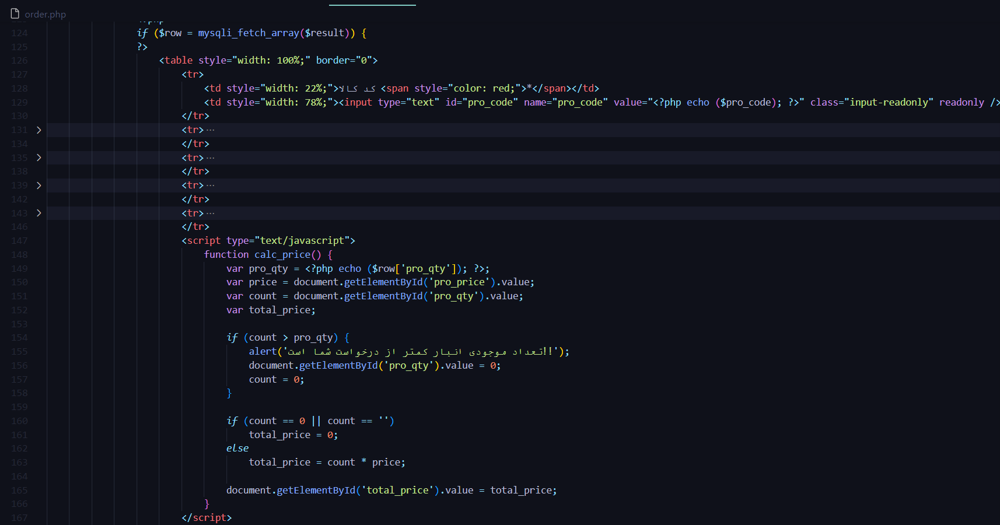 order.php
124 if ($row = mysqli_fetch_array($result)) {
125 ?>
126 <table style="width: 100%;" border="0">
127 <tr>
128 <td style="width: 22%;">کد کالا <span style="color: red;">*</span></td>
129 <td style="width: 78%;"><input type="text" id="pro_code" name="pro_code" value="<?php echo ($pro_code); ?>" class="input-readonly" readonly />
130 </tr>
131 <tr> ...
134 </tr>
135 <tr> ...
138 </tr>
139 <tr> ...
142 </tr>
143 <tr> ...
146 </tr>
147 <script type="text/javascript">
148 function calc_price() {
149 var pro_qty = <?php echo ($row['pro_qty']); ?>;
150 var price = document.getElementById('pro_price').value;
151 var count = document.getElementById('pro_qty').value;
152 var total_price;
153
154 if (count > pro_qty) {
155 alert('تعداد موجودی انبار کمتر از درخواست شما است!!');
156 document.getElementById('pro_qty').value = 0;
157 count = 0;
158 }
159
160 if (count == 0 || count == '')
161 total_price = 0;
162 else
163 total_price = count * price;
164
165 document.getElementById('total_price').value = total_price;
166 }
167 </script>